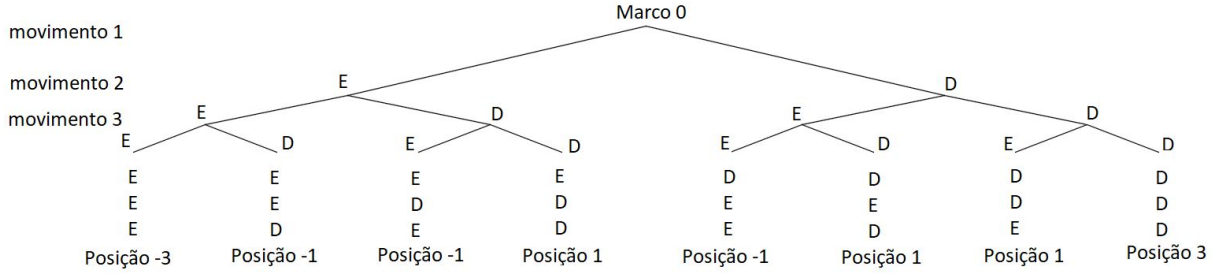 Marco 0
movimento 1
movimento 2
E D
movimento 3
E D E D
E D E D E D E D
E E E E D D D D
E E D D E E D D
E D E D E D E D
Posição -3 Posição -1 Posição -1 Posição 1 Posição -1 Posição 1 Posição 1 Posição 3